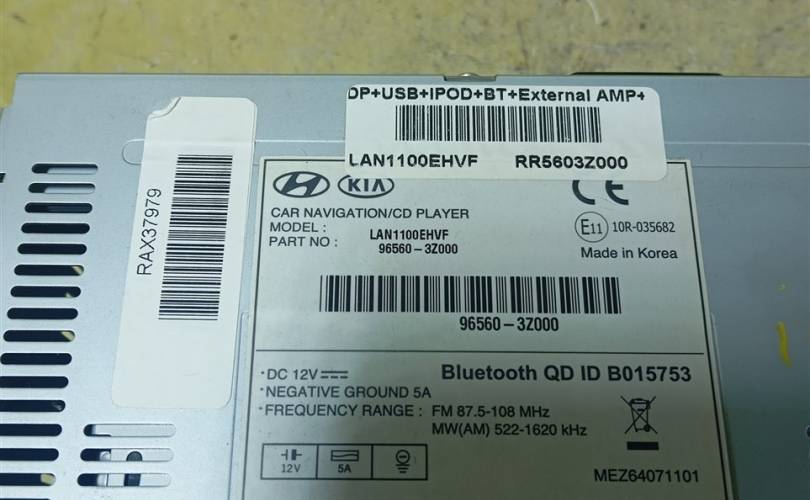 DP+USB+IPOD+BT+External AMP+
LAN1100EHVF RR5603Z000
RAX37979
KIA
CE
CAR NAVIGATION/CD PLAYER
MODEL : LAN1100EHVF
PART NO : 96560-3Z000
E11 10R-035682
Made in Korea
96560-3Z000
·DC 12V
·NEGATIVE GROUND 5A
·FREQUENCY RANGE : FM 87.5-108 MHz
MW(AM) 522-1620 kHz
Bluetooth QD ID B015753
12V 5A
MEZ64071101